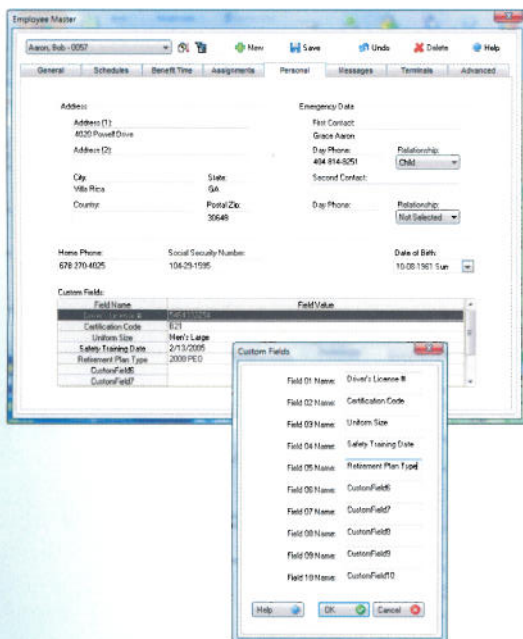 Employee Master
Aaron, Bob - 0057 New Save Undo Delete Help
General Schedules Benefit Time Assignments Personal Messages Terminals Advanced
Address Emergency Data
Address (1): First Contact:
4020 Powell Drive Grace Aaron
Address (2): Day Phone: Relationship:
484-814-8251 Child
City: State: Second Contact:
Villa Rica GA
Country: Postal Zip: Day Phone: Relationship:
30648 Not Selected
Home Phone: Social Security Number: Date of Birth:
678-270-4025 104-29-1595 10-08-1961 Sun
Custom Fields:
Field Name Field Value
Driver's License #
Certification Code B21
Uniform Size Men's Large
Safety Training Date 2/13/2005
Retirement Plan Type 2008 PEO
CustomField6
CustomField7
Custom Fields
Field 01 Name: Driver's License #
Field 02 Name: Certification Code
Field 03 Name: Uniform Size
Field 04 Name: Safety Training Date
Field 05 Name: Retirement Plan Type
Field 06 Name: CustomField6
Field 07 Name: CustomField7
Field 08 Name: CustomField8
Field 09 Name: CustomField9
Field 10 Name: CustomField10
Help OK Cancel